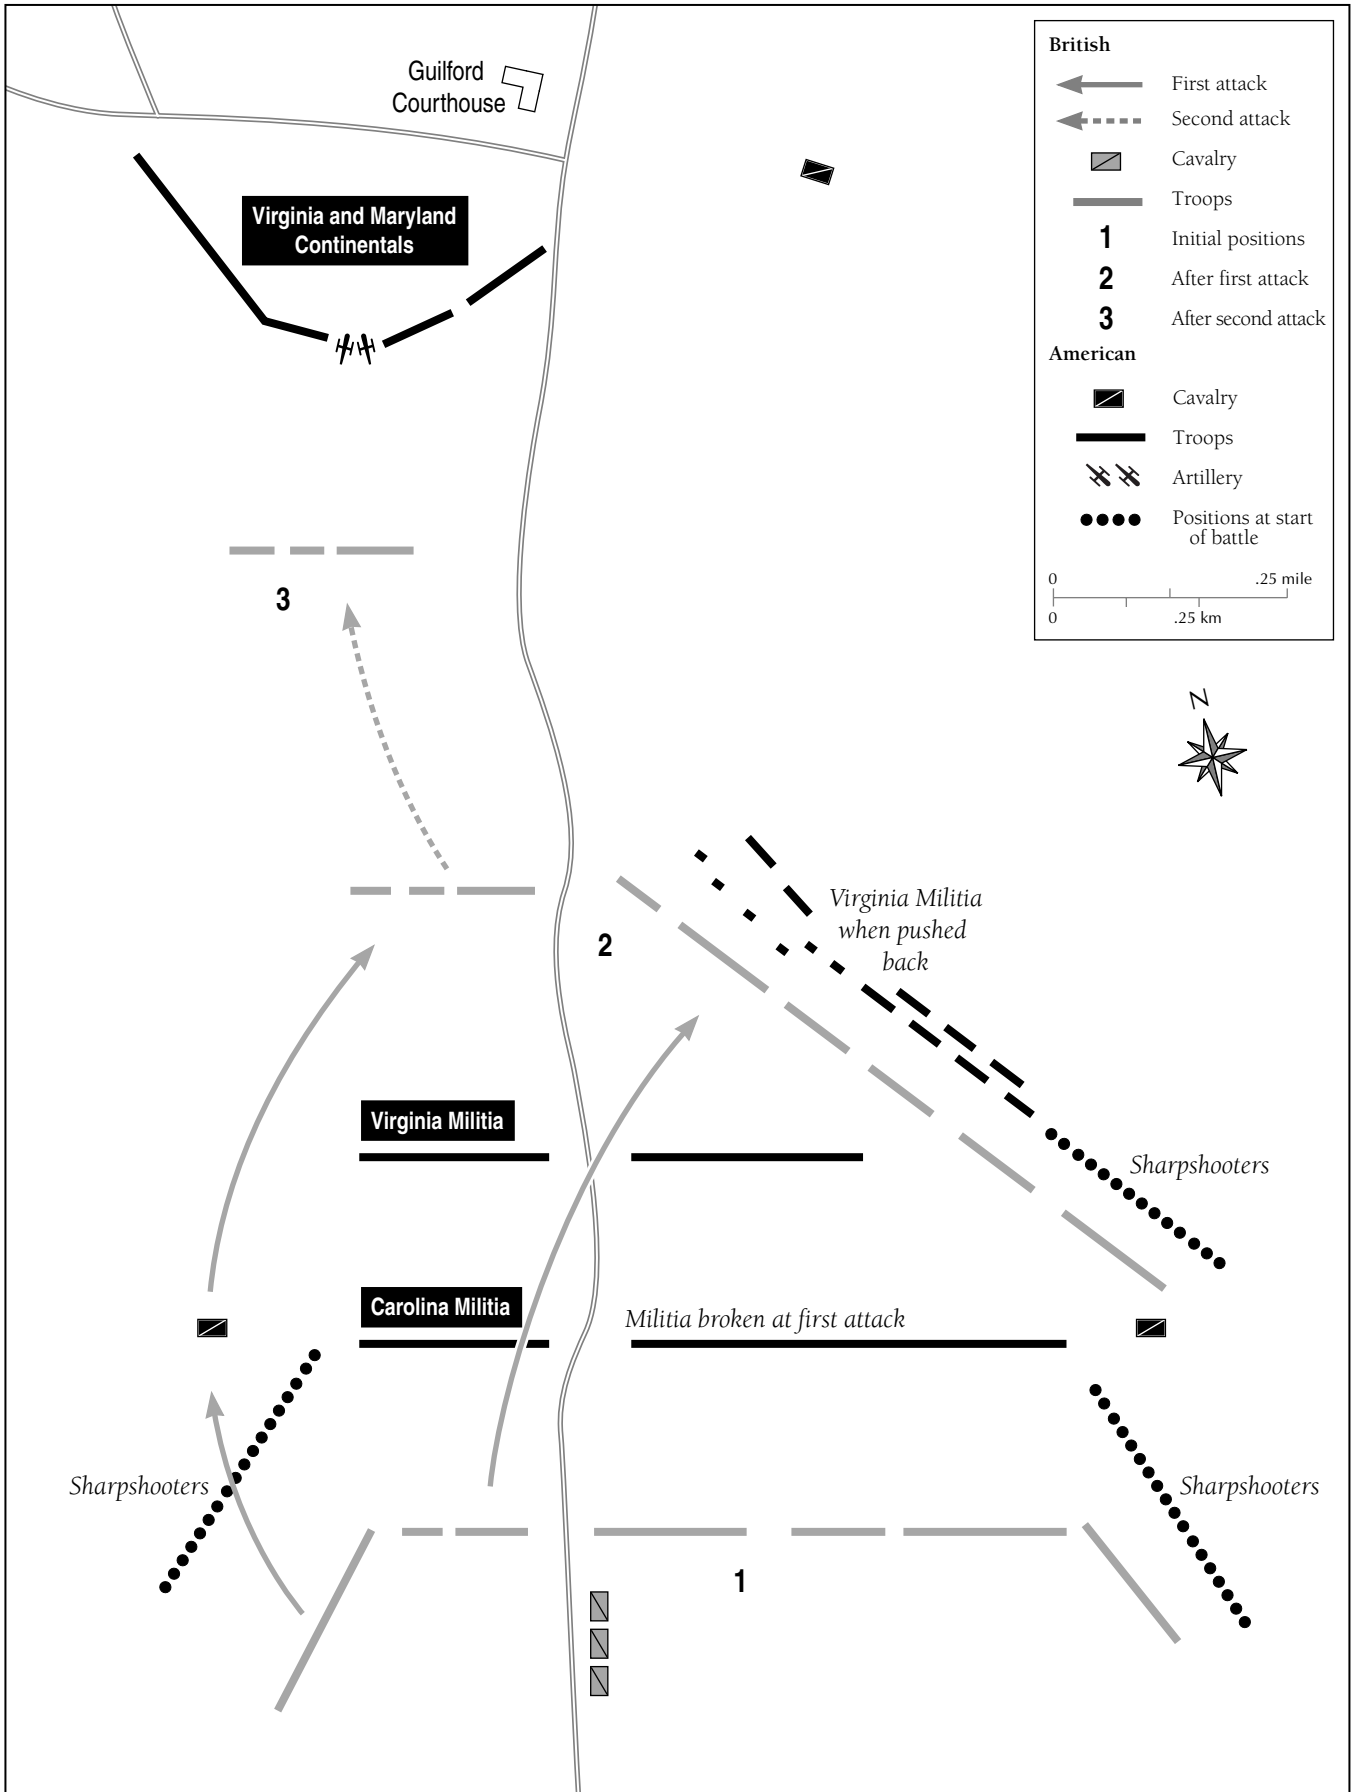 Guilford
Courthouse
Virginia and Maryland
Continentals
British
First attack
Second attack
Cavalry
Troops
1 Initial positions
2 After first attack
3 After second attack
American
Cavalry
Troops
Artillery
Positions at start
of battle
0 .25 mile
0 .25 km
N
3
2
Virginia Militia
when pushed
back
Virginia Militia
Sharpshooters
Carolina Militia
Militia broken at first attack
Sharpshooters
Sharpshooters
1